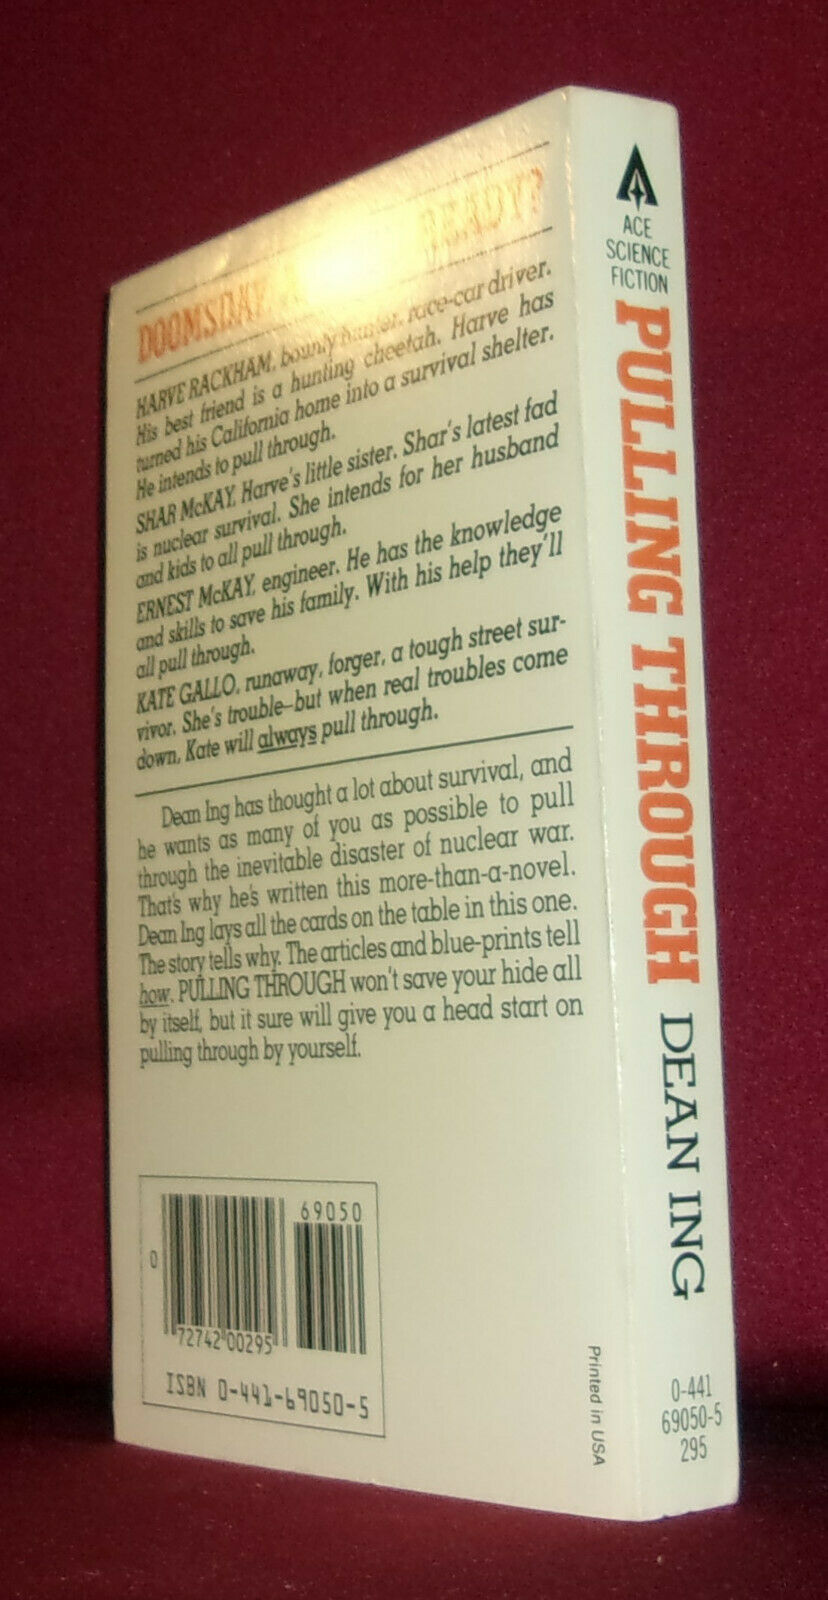 DOOMSDAY READY?
HARVE RACKHAM, bounty hunter, race-car driver.
His best friend is a hunting cheetah. Harve has
turned his California home into a survival shelter.
He intends to pull through.
SHAR McKAY, Harve's little sister. Shar's latest fad
is nuclear survival. She intends for her husband
and kids to all pull through.
ERNEST McKAY, engineer. He has the knowledge
and skills to save his family. With his help they'll
all pull through.
KATE GALLO, runaway, forger, a tough street sur-
vivor. She's trouble—but when real troubles come
down, Kate will always pull through.
Dean Ing has thought a lot about survival, and
he wants as many of you as possible to pull
through the inevitable disaster of nuclear war.
That's why he's written this more-than-a-novel.
Dean Ing lays all the cards on the table in this one.
The story tells why. The articles and blue-prints tell
how. PULLING THROUGH won't save your hide all
by itself, but it sure will give you a head start on
pulling through by yourself.
69050
0
72742 00295
ISBN 0-441-69050-5
Printed in USA
ACE
SCIENCE
FICTION
PULLING THROUGH DEAN ING
0-441
69050-5
295